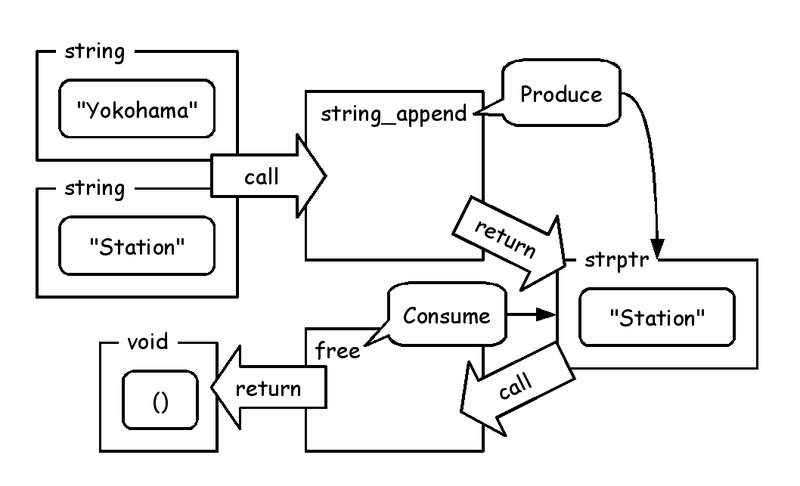 string
"Yokohama"
string
"Station"
call
string_append
Produce
return
strptr
"Station"
Consume
free
call
return
void
()